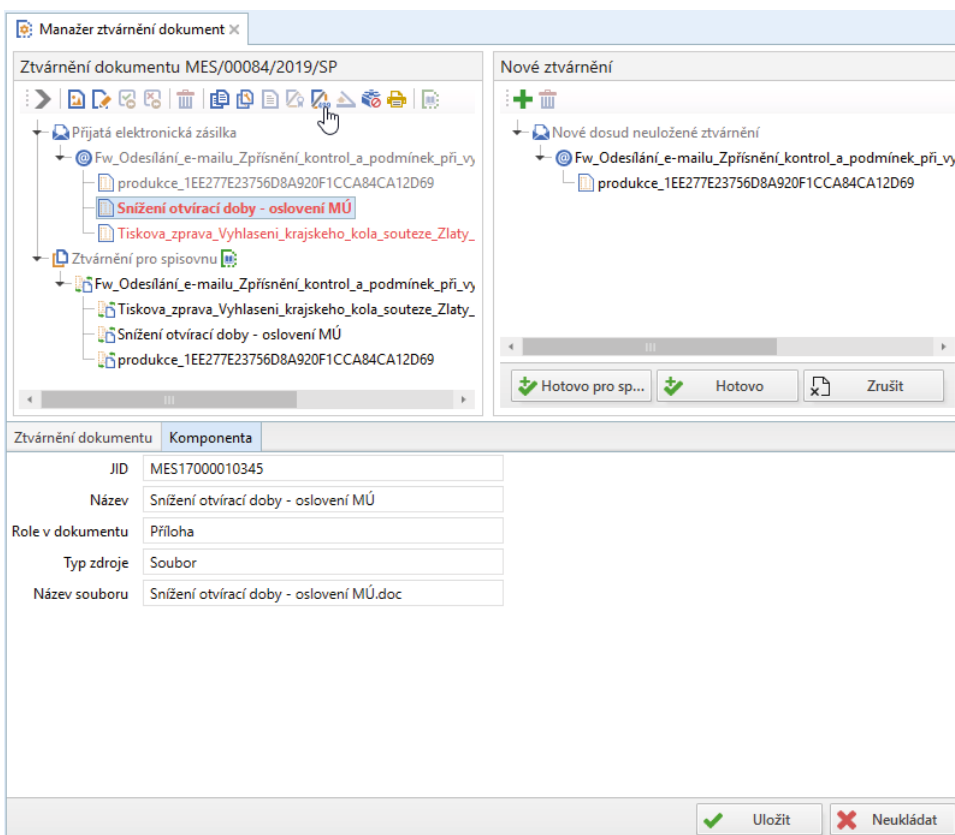 Manažer ztvárnění dokument
Ztvárnění dokumentu MES/00084/2019/SP
Přijatá elektronická zásilka
Fw_Odesílání_e-mailu_Zpřísnění_kontrol_a_podmínek_při_vy
produkce_1EE277E23756D8A920F1CCA84CA12D69
Snížení otvírací doby - oslovení MÚ
Tiskova_zprava_Vyhlaseni_krajskeho_kola_souteze_Zlaty_
Ztvárnění pro spisovnu
Fw_Odesílání_e-mailu_Zpřísnění_kontrol_a_podmínek_při_vy
Tiskova_zprava_Vyhlaseni_krajskeho_kola_souteze_Zlaty_
Snížení otvírací doby - oslovení MÚ
produkce_1EE277E23756D8A920F1CCA84CA12D69
Nové ztvárnění
Nové dosud neuložené ztvárnění
Fw_Odesílání_e-mailu_Zpřísnění_kontrol_a_podmínek_při_vy
produkce_1EE277E23756D8A920F1CCA84CA12D69
Hotovo pro sp... Hotovo Zrušit
Ztvárnění dokumentu Komponenta
JID MES17000010345
Název Snížení otvírací doby - oslovení MÚ
Role v dokumentu Příloha
Typ zdroje Soubor
Název souboru Snížení otvírací doby - oslovení MÚ.doc
Uložit Neukládat